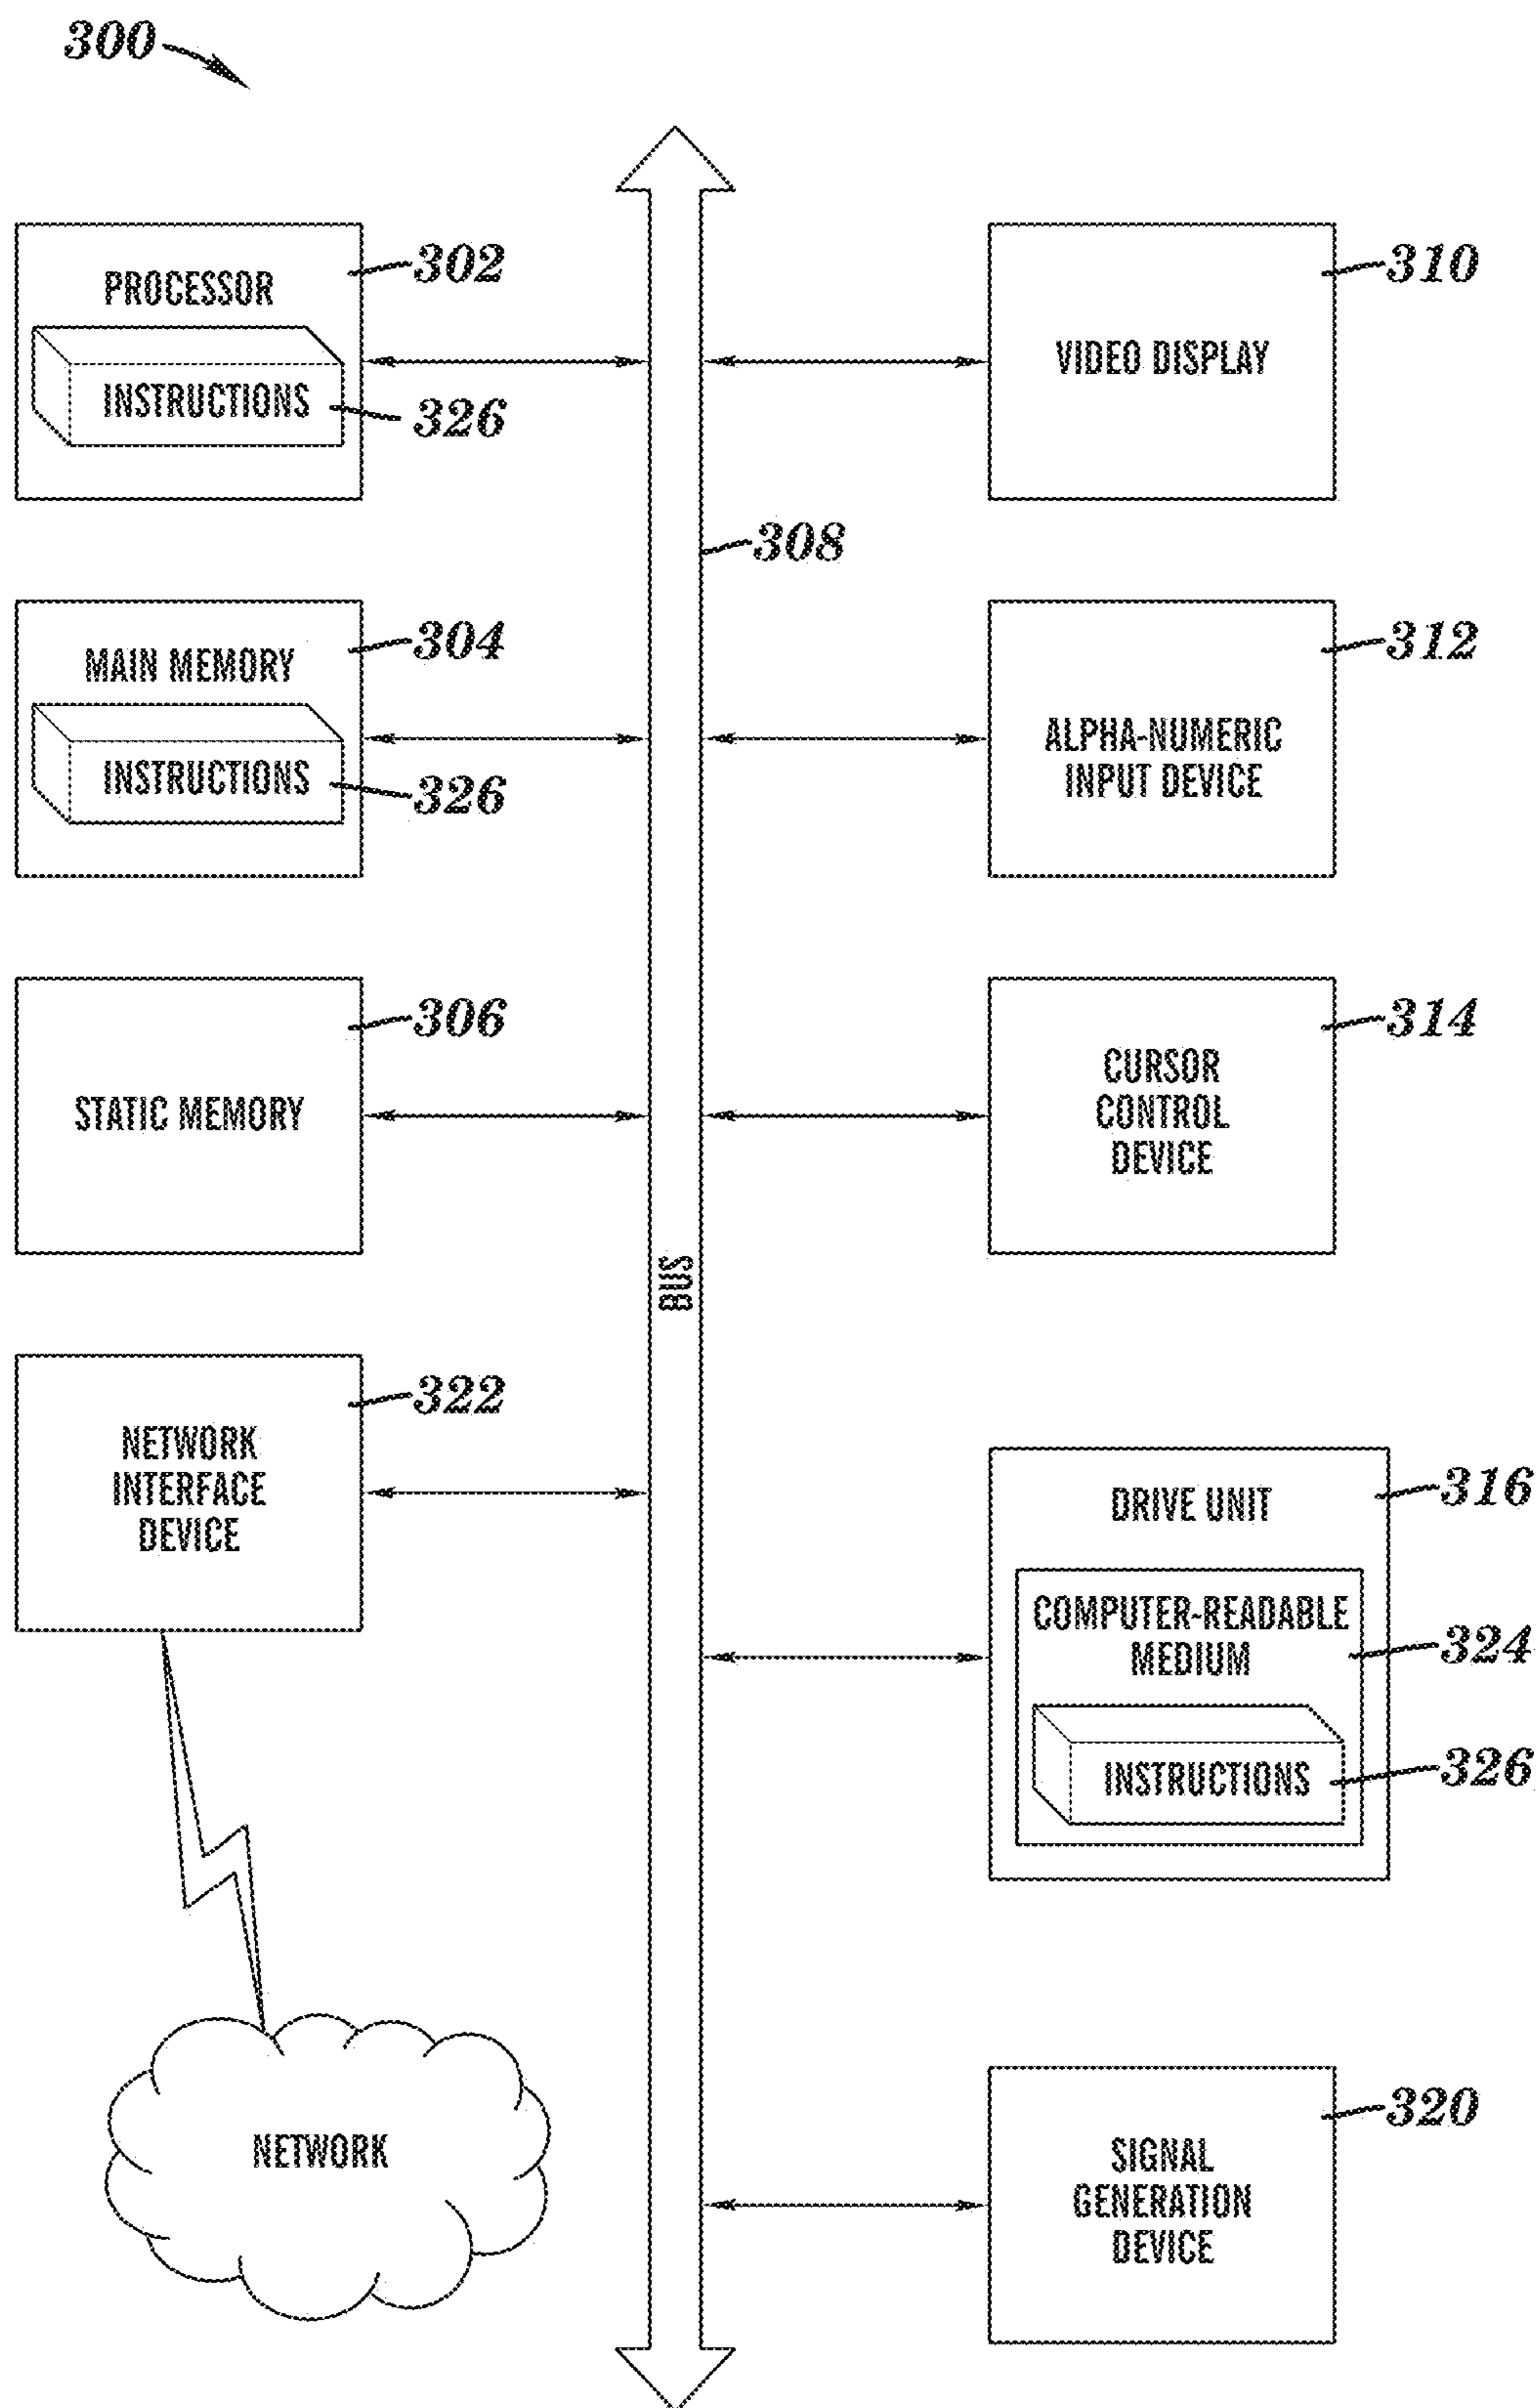 300
PROCESSOR
302
INSTRUCTIONS
326
MAIN MEMORY
304
INSTRUCTIONS
326
STATIC MEMORY
306
NETWORK
INTERFACE
DEVICE
322
NETWORK
BUS
308
VIDEO DISPLAY
310
ALPHA-NUMERIC
INPUT DEVICE
312
CURSOR
CONTROL
DEVICE
314
DRIVE UNIT
316
COMPUTER-READABLE
MEDIUM
324
INSTRUCTIONS
326
SIGNAL
GENERATION
DEVICE
320